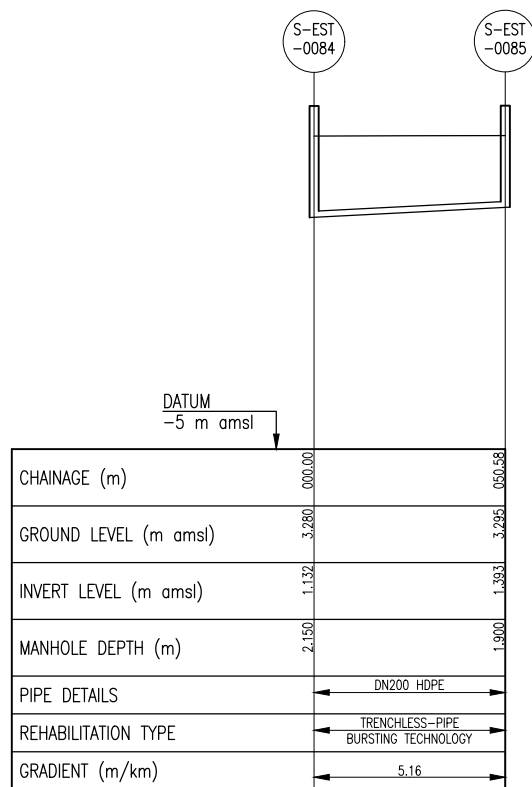 S-EST
-0084
S-EST
-0085
DATUM
-5 m amsl
CHAINAGE (m)
000.00
050.58
GROUND LEVEL (m amsl)
3.280
3.295
INVERT LEVEL (m amsl)
1.132
1.393
MANHOLE DEPTH (m)
2.150
1.900
PIPE DETAILS
DN200 HDPE
REHABILITATION TYPE
TRENCHLESS-PIPE
BURSTING TECHNOLOGY
GRADIENT (m/km)
5.16